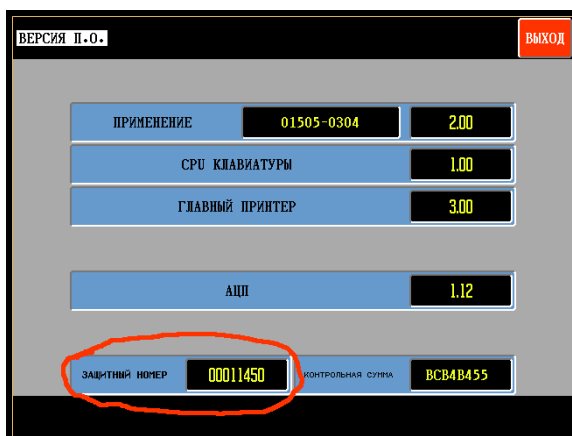 ВЕРСИЯ П.О. ВЫХОД
ПРИМЕНЕНИЕ 01505-0304 2.00
CPU КЛАВИАТУРЫ 1.00
ГЛАВНЫЙ ПРИНТЕР 3.00
АЦП 1.12
ЗАЩИТНЫЙ НОМЕР 00011450 КОНТРОЛЬНАЯ СУММА BCB4B455